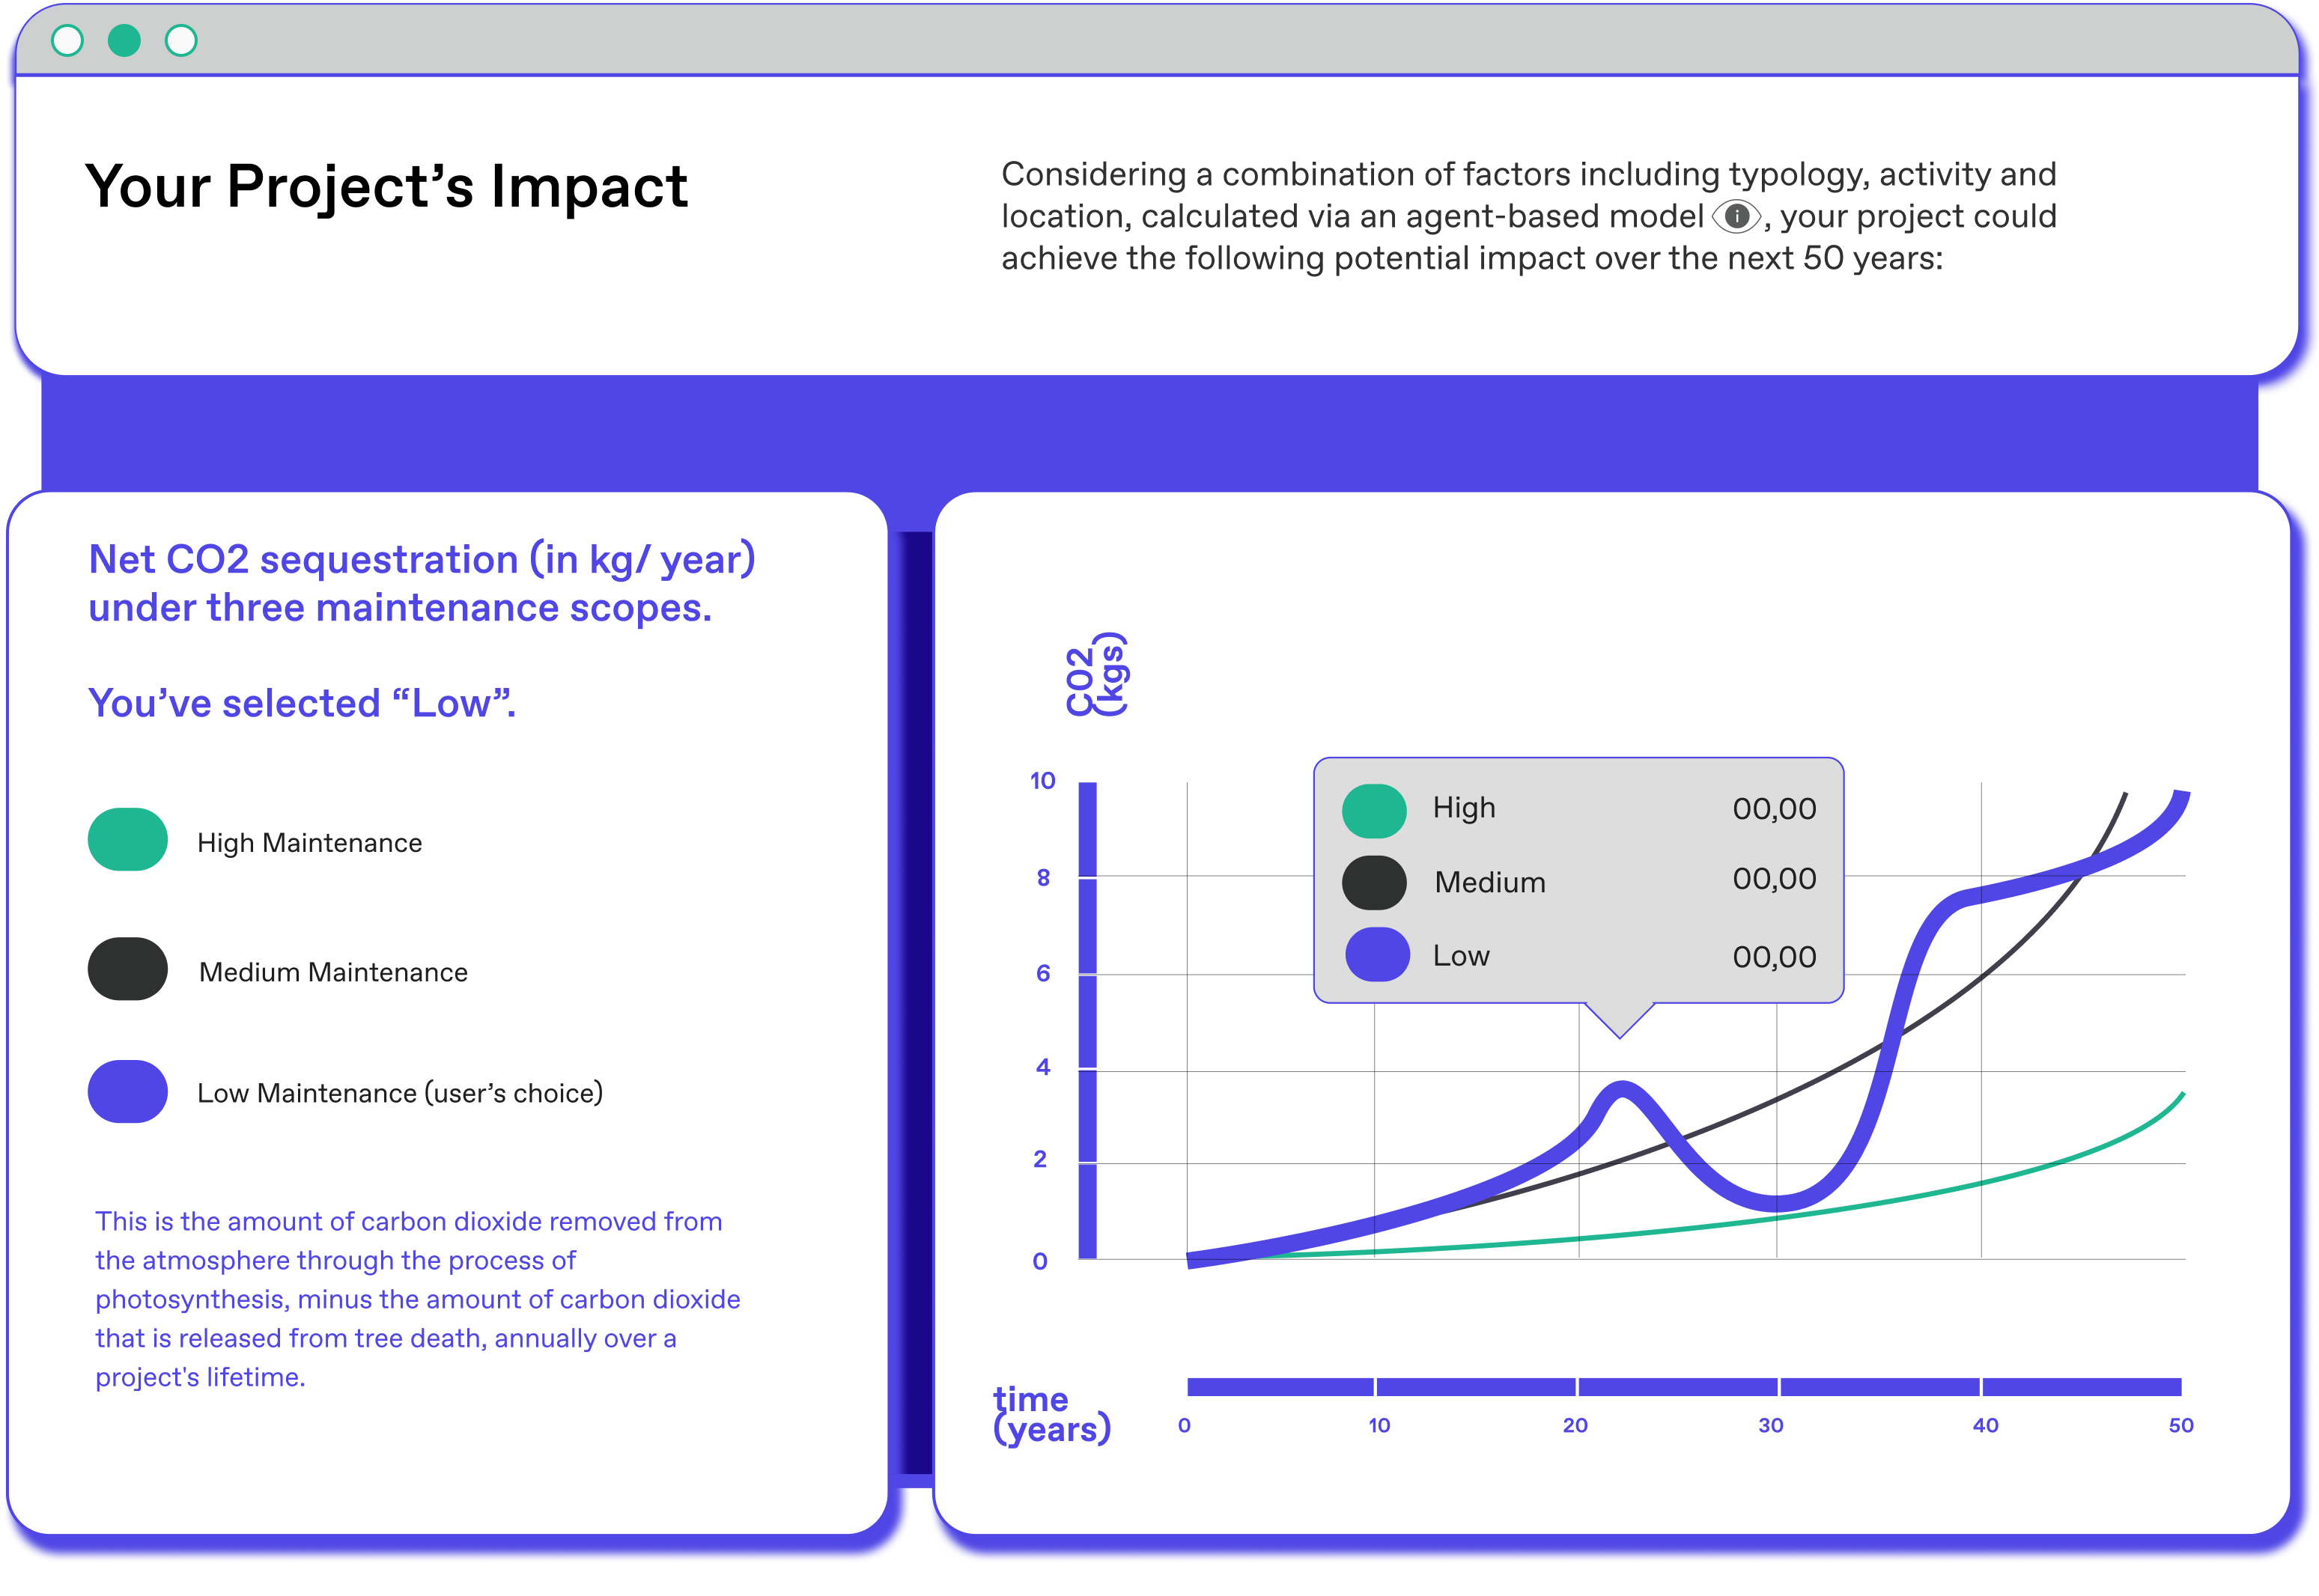 Your Project’s Impact
Considering a combination of factors including typology, activity and
location, calculated via an agent-based model i, your project could
achieve the following potential impact over the next 50 years:
Net CO2 sequestration (in kg/ year)
under three maintenance scopes.
You’ve selected “Low”.
High Maintenance
Medium Maintenance
Low Maintenance (user’s choice)
This is the amount of carbon dioxide removed from
the atmosphere through the process of
photosynthesis, minus the amount of carbon dioxide
that is released from tree death, annually over a
project's lifetime.
CO2
(kgs)
10
8
6
4
2
0
High 00,00
Medium 00,00
Low 00,00
time
(years)
0 10 20 30 40 50